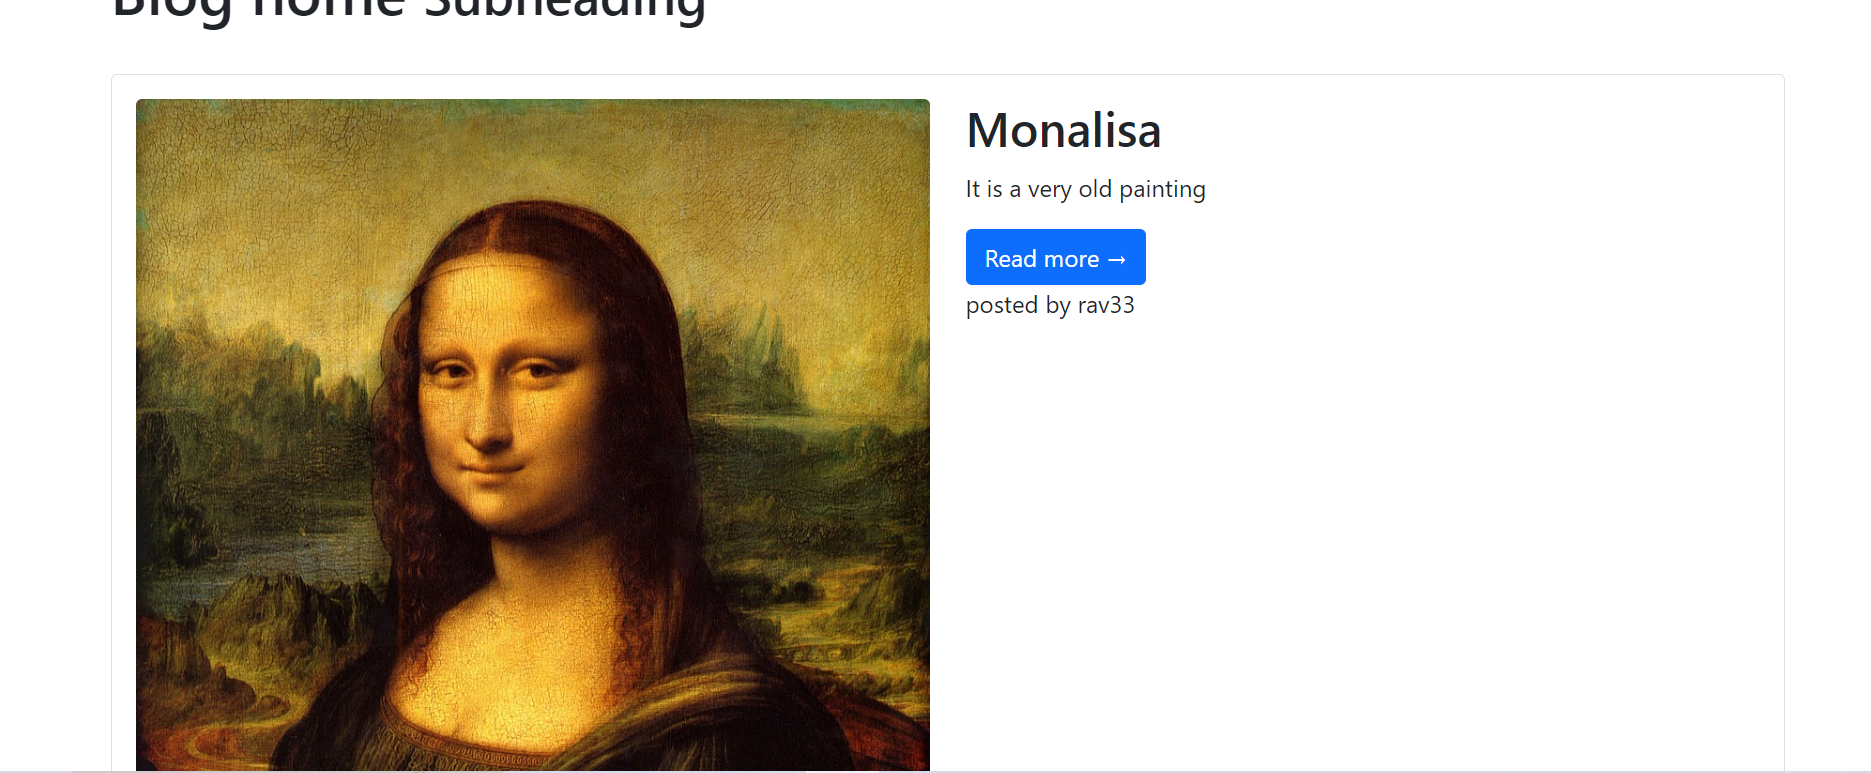 Blog home Subheading
Monalisa
It is a very old painting
Read more →
posted by rav33